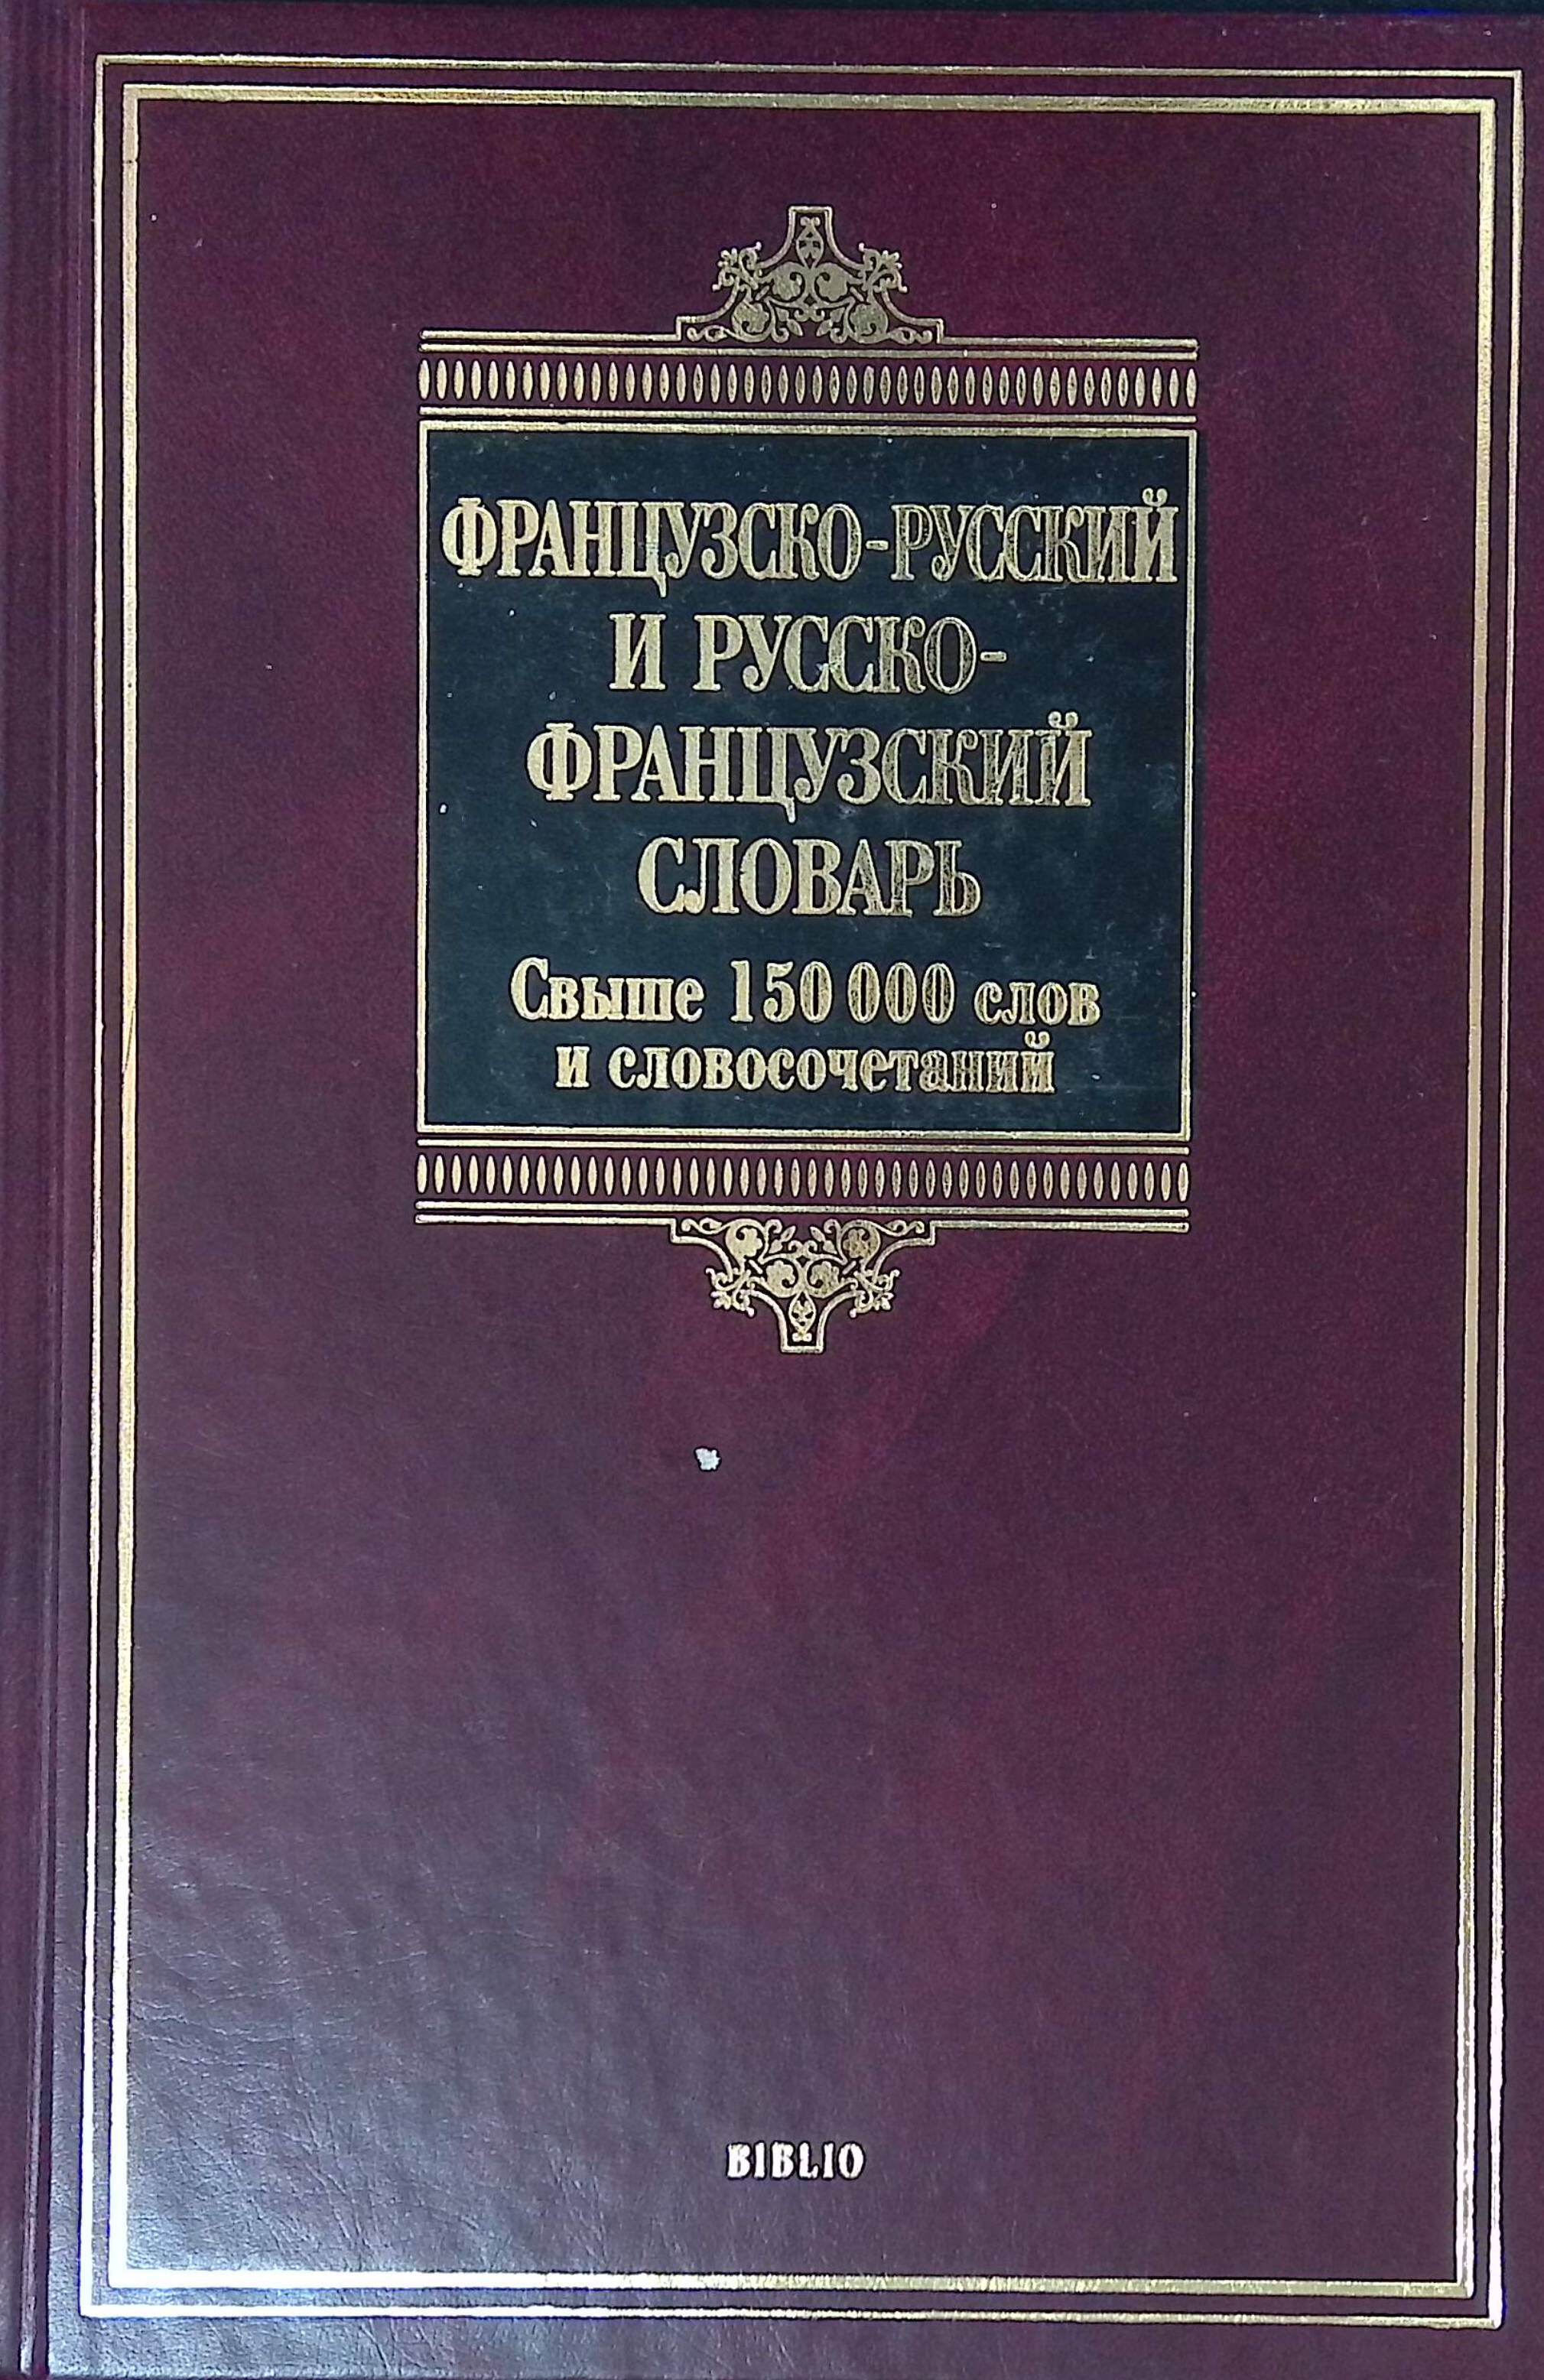 ФРАНЦУЗСКО-РУССКИЙ
И РУССКО-
ФРАНЦУЗСКИЙ
СЛОВАРЬ
Свыше 150 000 слов
и словосочетаний
BIBLIO